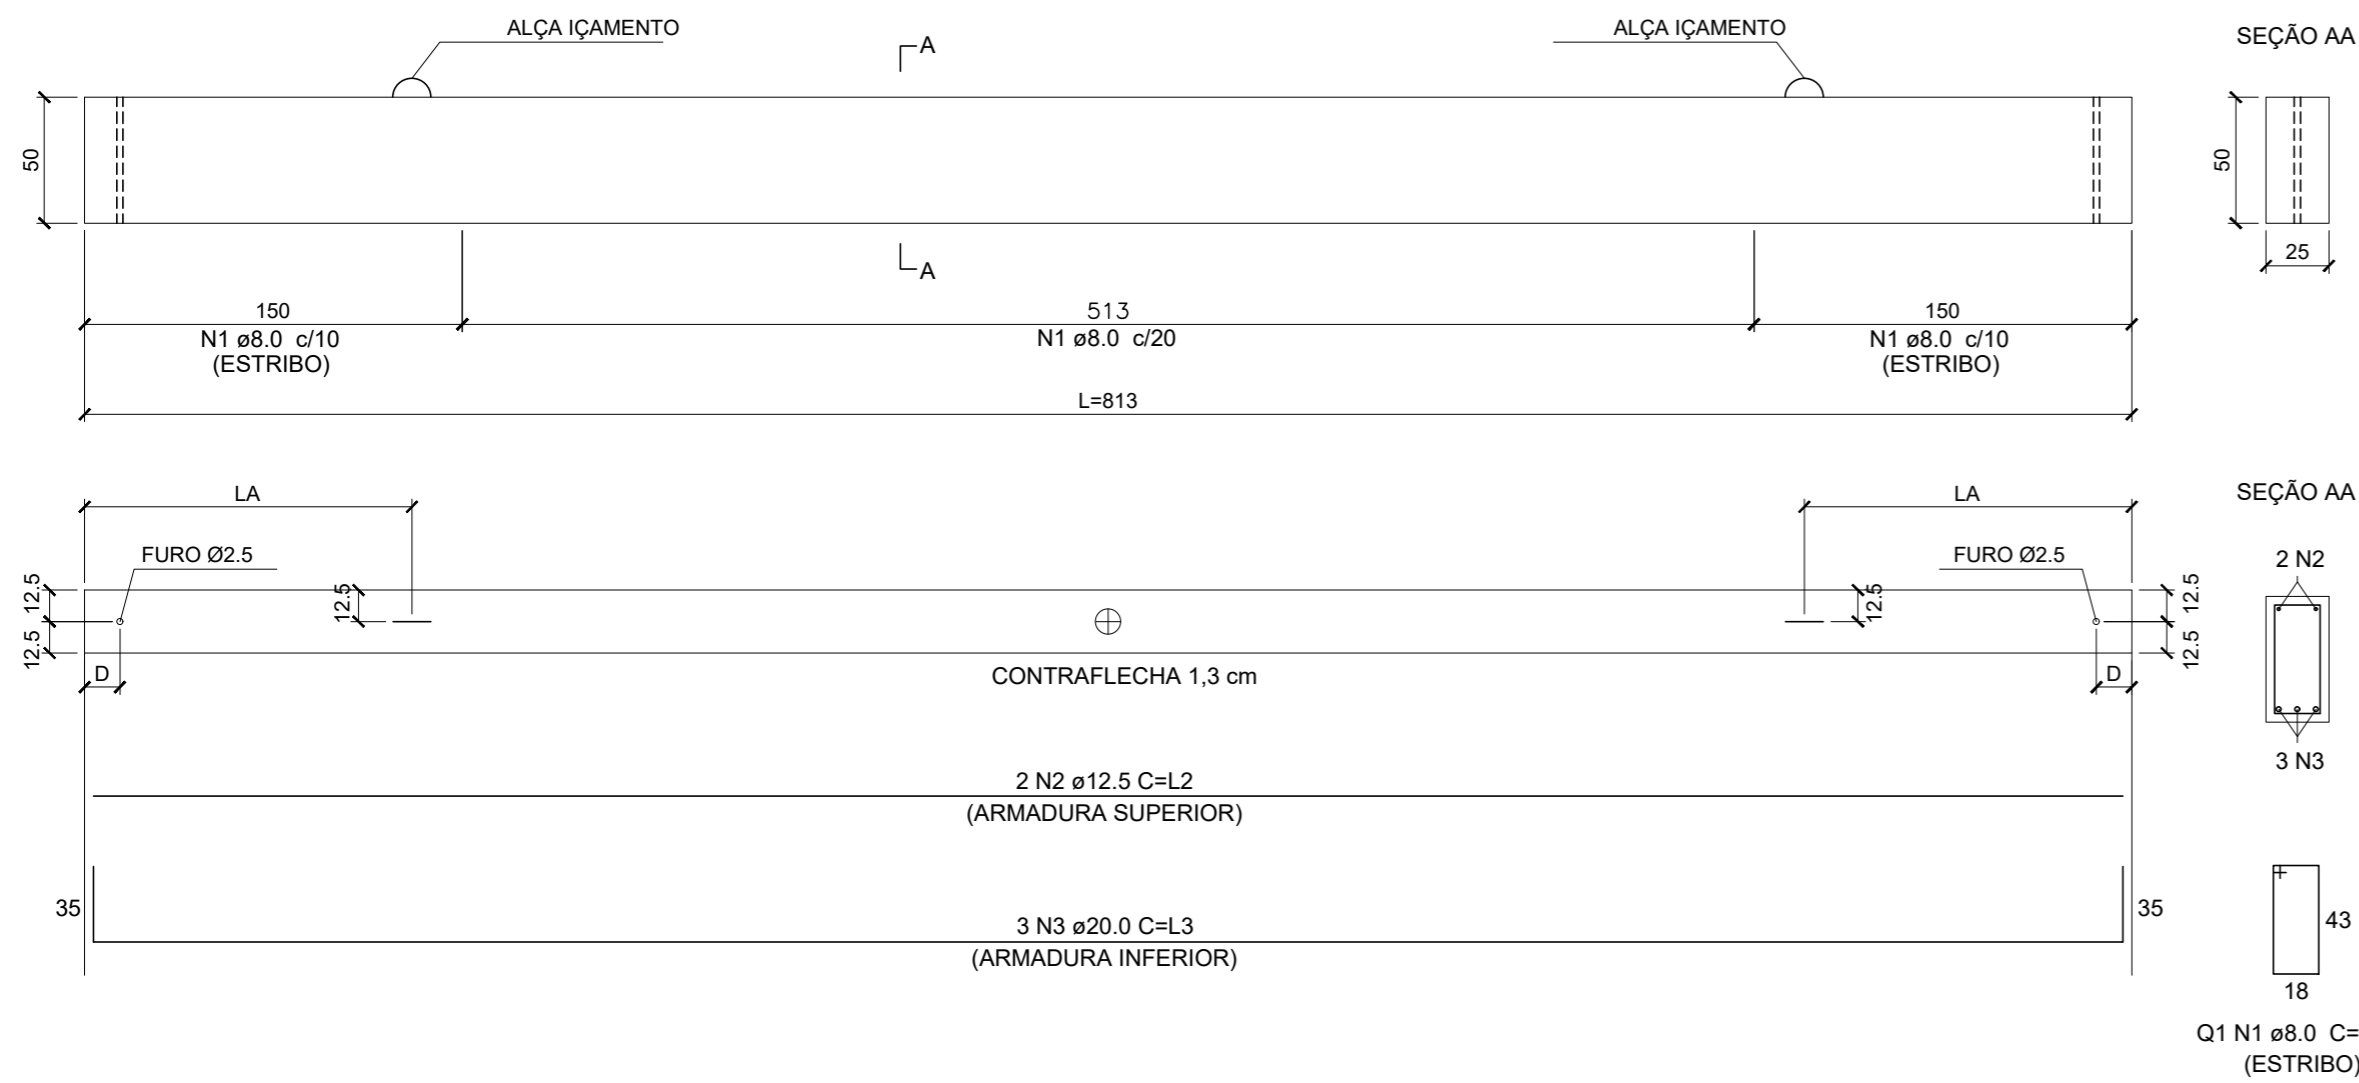 ALÇA IÇAMENTO
ALÇA IÇAMENTO
A
SEÇÃO AA
50
50
A
25
150
513
150
N1 ø8.0 c/10
N1 ø8.0 c/20
N1 ø8.0 c/10
(ESTRIBO)
(ESTRIBO)
L=813
LA
LA
SEÇÃO AA
FURO Ø2.5
FURO Ø2.5
2 N2
12.5
12.5
12.5
12.5
12.5
12.5
D
D
CONTRAFLECHA 1,3 cm
3 N3
2 N2 ø12.5 C=L2
(ARMADURA SUPERIOR)
35
35
3 N3 ø20.0 C=L3
(ARMADURA INFERIOR)
43
18
Q1 N1 ø8.0 C=
(ESTRIBO)